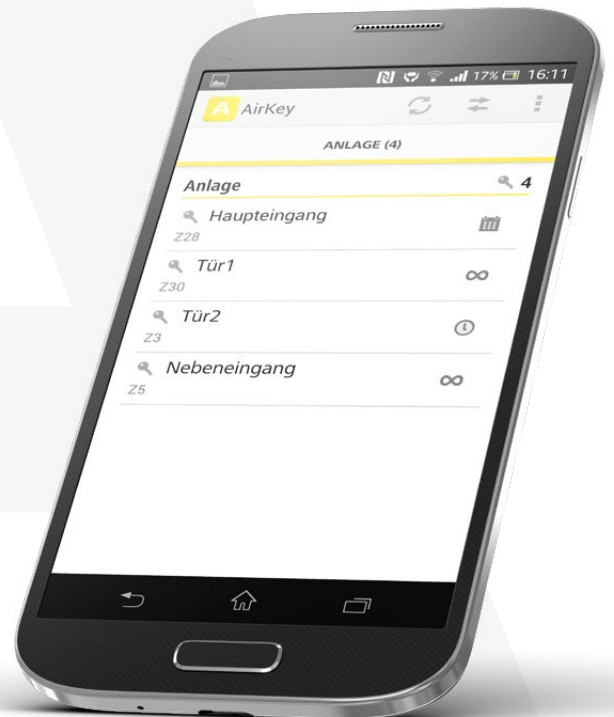 17% 16:11
A AirKey
ANLAGE (4)
Anlage 4
Haupteingang
Z28
Tür1
Z30
Tür2
Z3
Nebeneingang
Z5